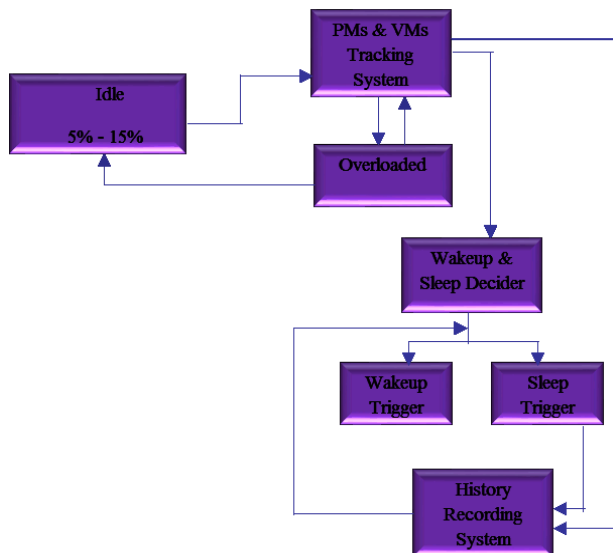 PMs & VMs
Tracking
System
Idle
5% - 15%
Overloaded
Wakeup &
Sleep Decider
Wakeup
Trigger
Sleep
Trigger
History
Recording
System